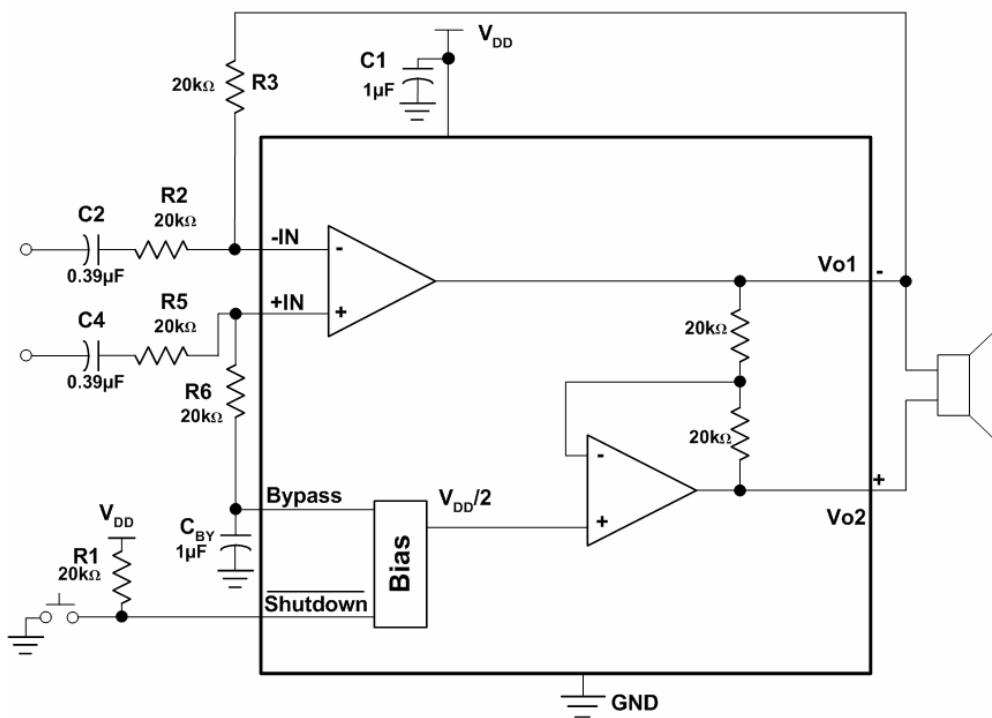 V_DD
C1
1µF
20kΩ R3
R2
20kΩ
C2
0.39µF
-IN
-
Vo1 -
R5
20kΩ
+IN
+
C4
0.39µF
20kΩ
R6
20kΩ
20kΩ
-
Bypass
V_DD/2
+
+
Vo2
V_DD
C_BY
1µF
R1
20kΩ
Bias
Shutdown
GND